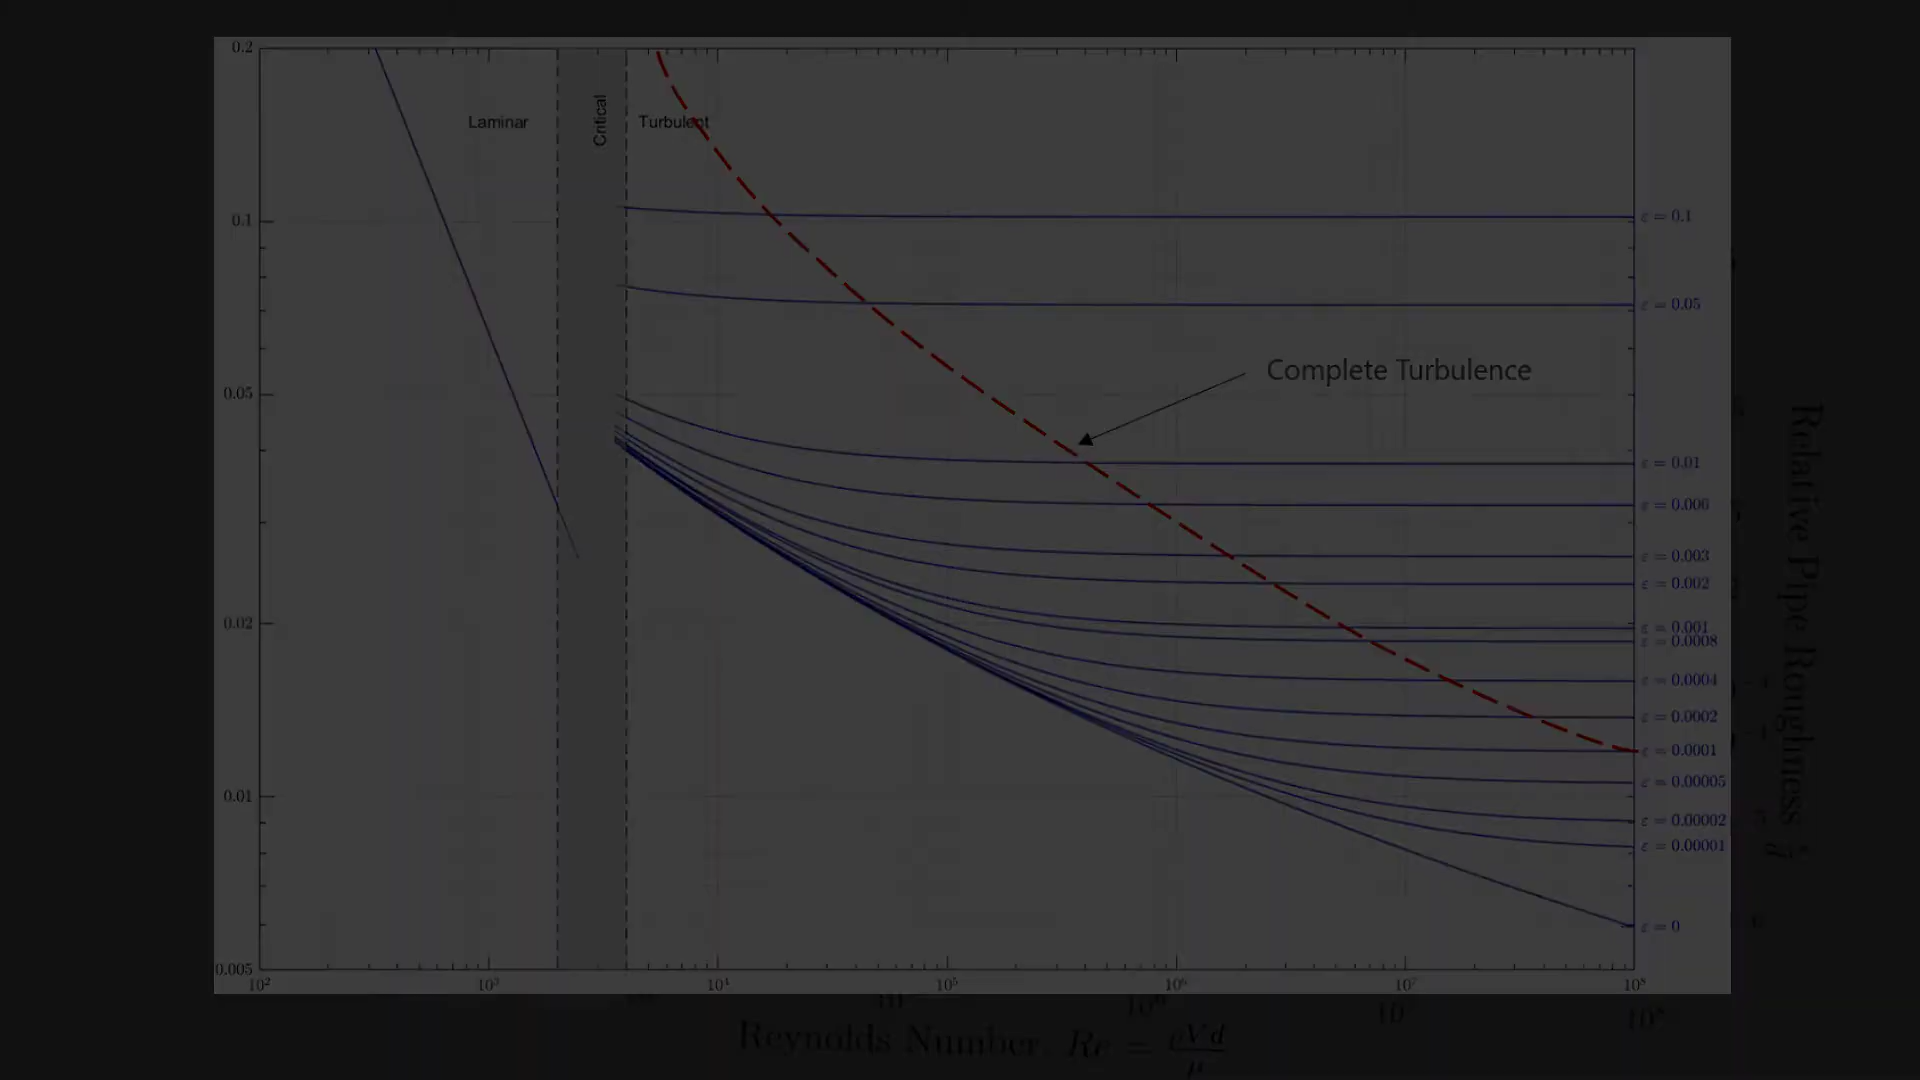 0.2
Laminar
Critical
Turbulent
0.1
ε = 0.1
ε = 0.05
Complete Turbulence
0.05
ε = 0.01
ε = 0.006
ε = 0.003
ε = 0.002
0.02
ε = 0.001
ε = 0.0008
ε = 0.0004
ε = 0.0002
ε = 0.0001
ε = 0.00005
0.01
ε = 0.00002
ε = 0.00001
ε = 0
0.005
10² 10³ 10⁴ 10⁵ 10⁶ 10⁷ 10⁸
Relative Pipe Roughness
Reynolds Number, Re = ρVd/μ